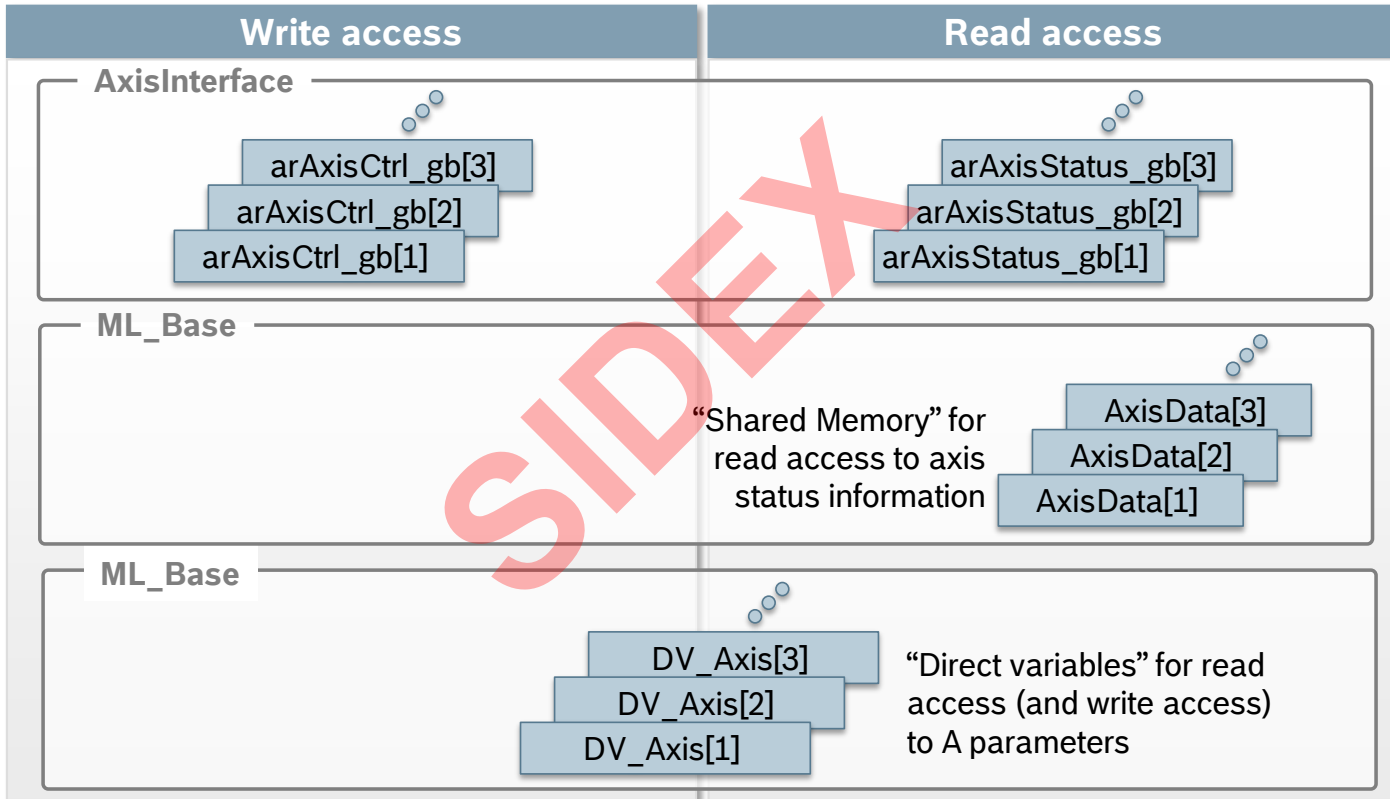 Write access
Read access
AxisInterface
arAxisCtrl_gb[3]
arAxisCtrl_gb[2]
arAxisCtrl_gb[1]
arAxisStatus_gb[3]
arAxisStatus_gb[2]
arAxisStatus_gb[1]
ML_Base
“Shared Memory” for
read access to axis
status information
AxisData[3]
AxisData[2]
AxisData[1]
ML_Base
DV_Axis[3]
DV_Axis[2]
DV_Axis[1]
“Direct variables” for read
access (and write access)
to A parameters
SIDEX